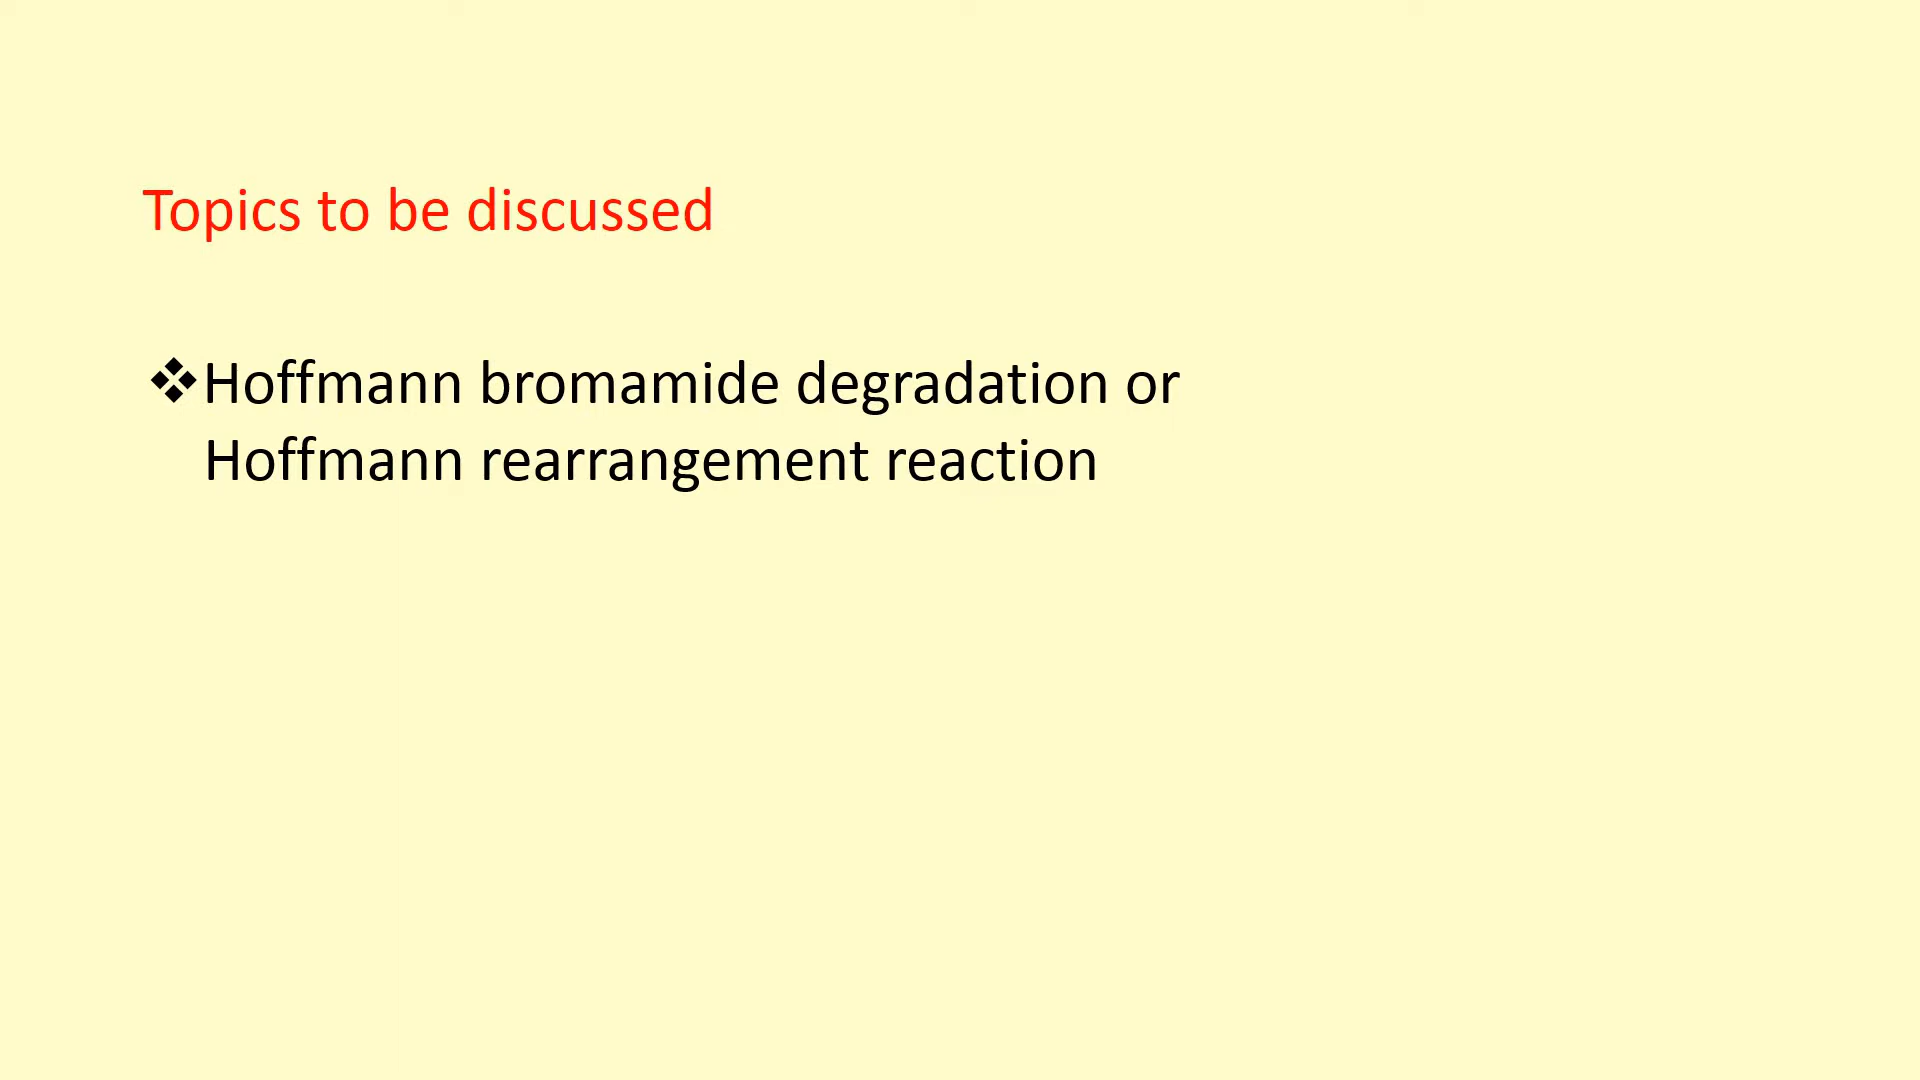 Topics to be discussed
❖Hoffmann bromamide degradation or
Hoffmann rearrangement reaction